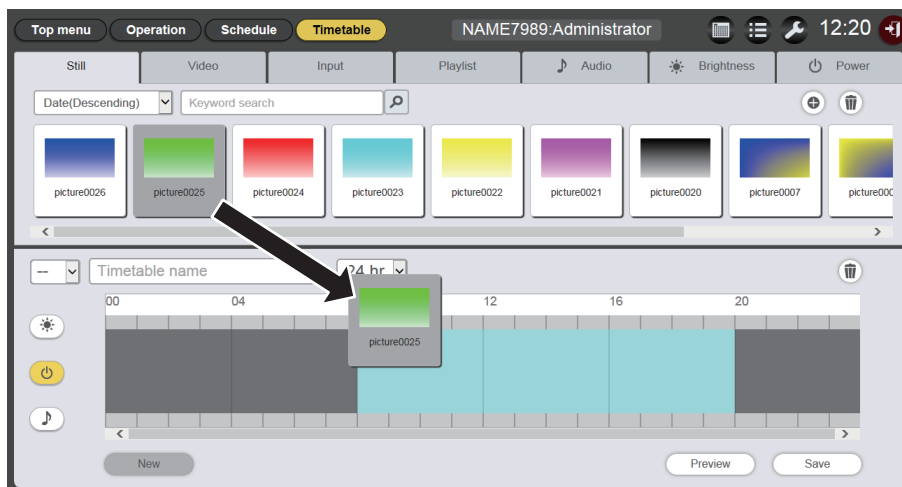 Top menu Operation Schedule Timetable NAME7989:Administrator 12:20
Still Video Input Playlist Audio Brightness Power
Date(Descending) Keyword search
picture0026 picture0025 picture0024 picture0023 picture0022 picture0021 picture0020 picture0007 picture000
-- Timetable name 24 hr
00 04 12 16 20
picture0025
New Preview Save